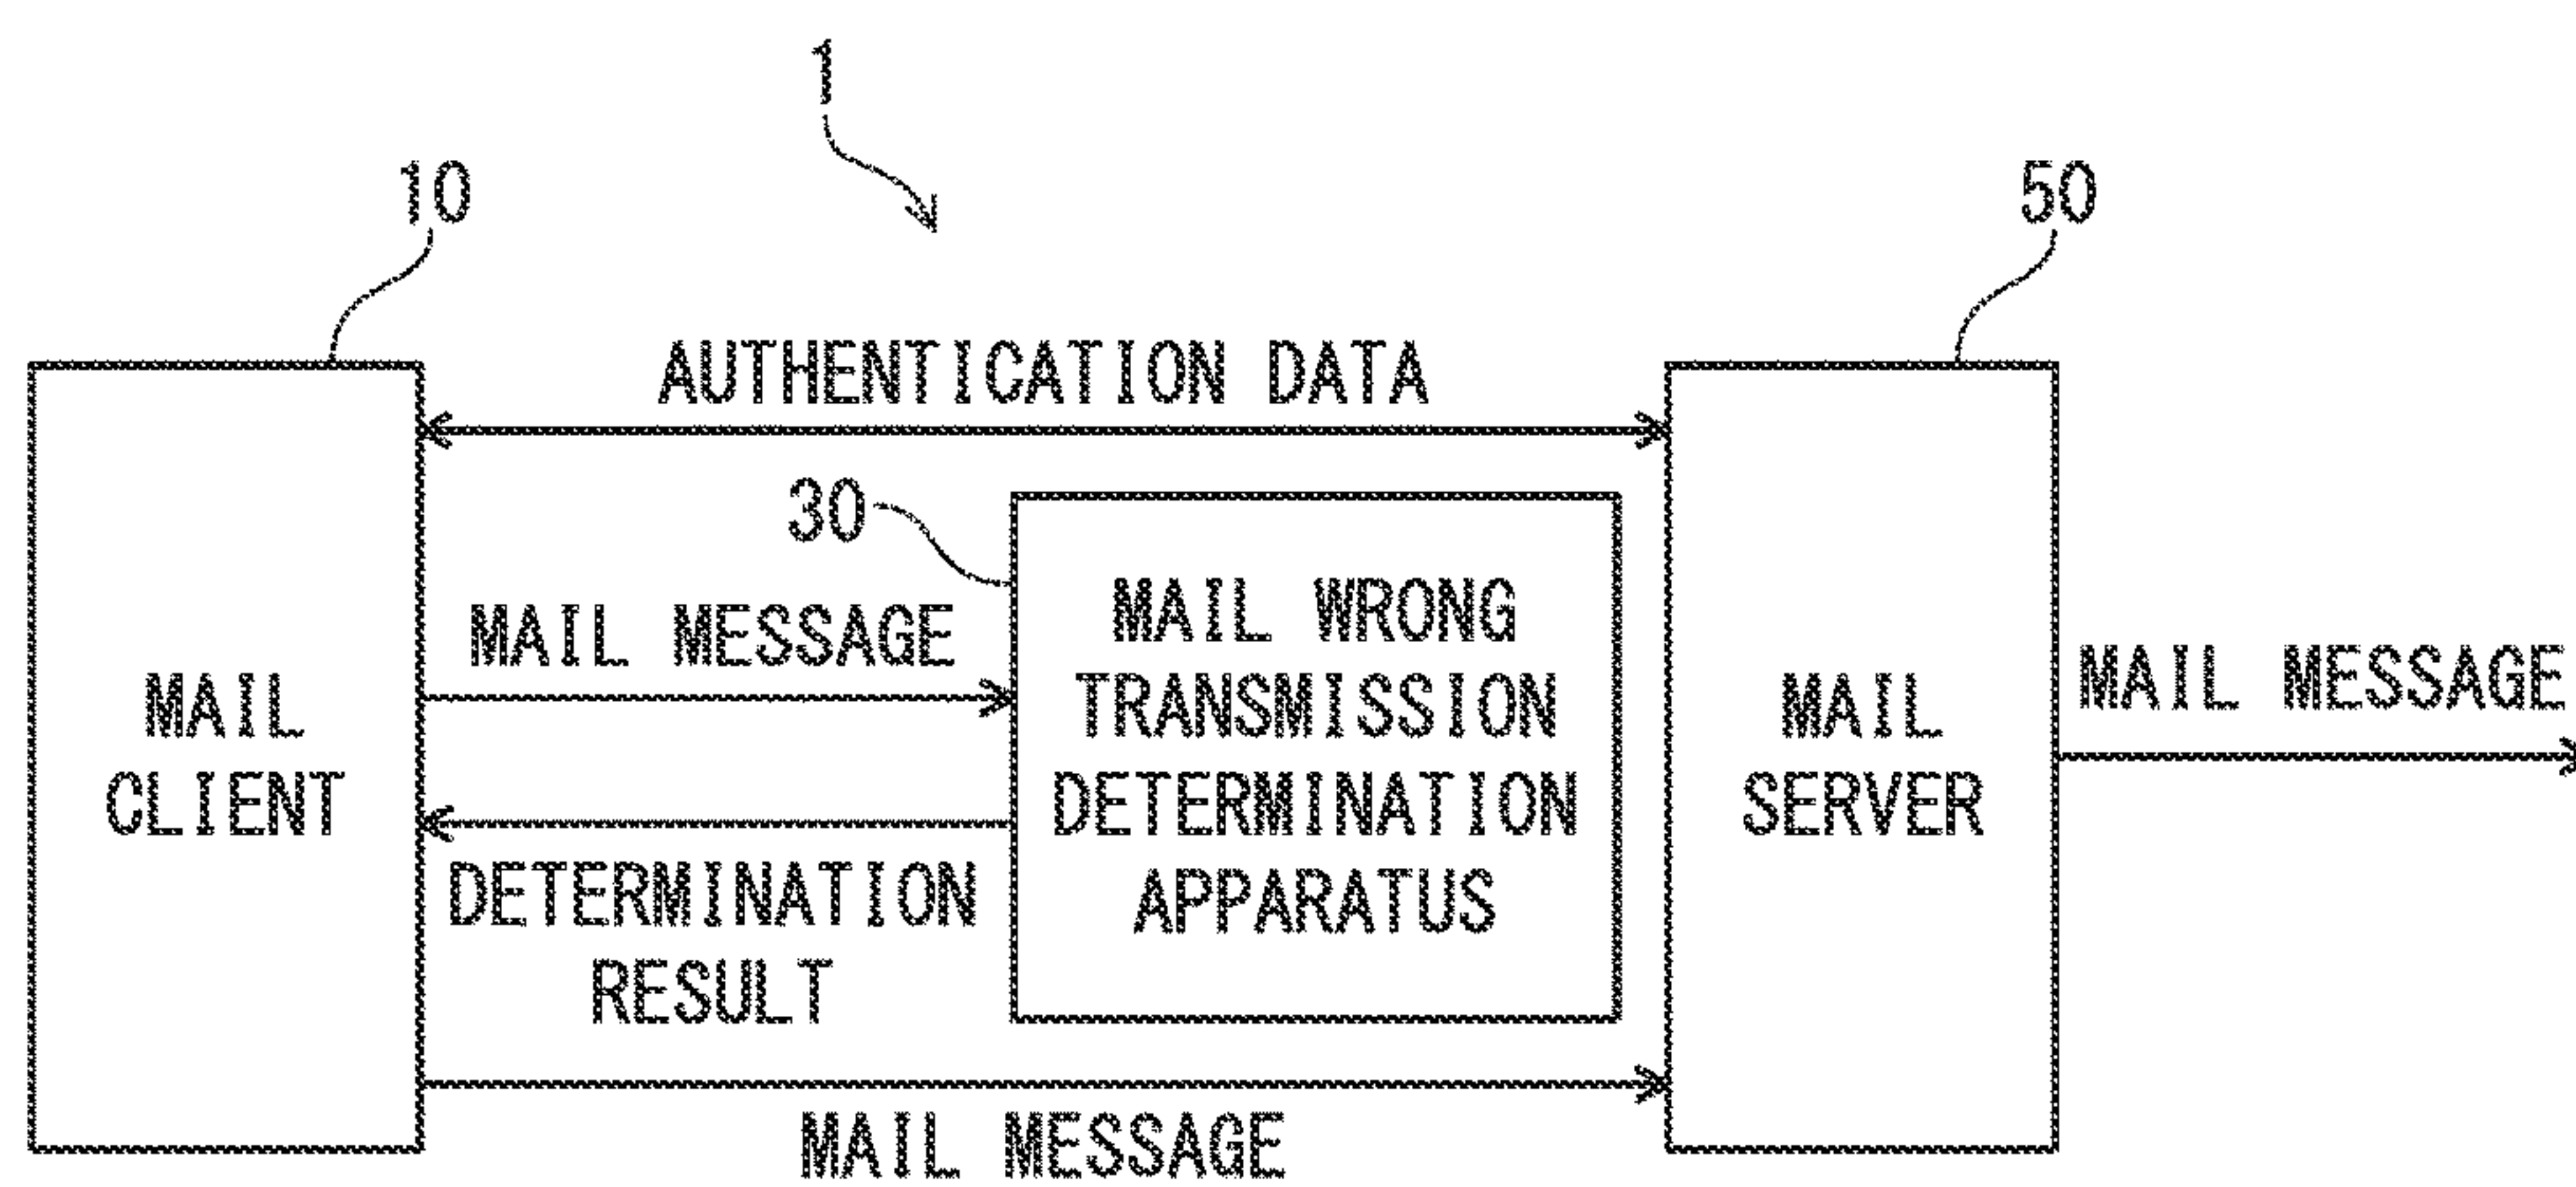 1
10
50
AUTHENTICATION DATA
30
MAIL MESSAGE
MAIL WRONG
TRANSMISSION
DETERMINATION
APPARATUS
MAIL
CLIENT
DETERMINATION
RESULT
MAIL
SERVER
MAIL MESSAGE
MAIL MESSAGE